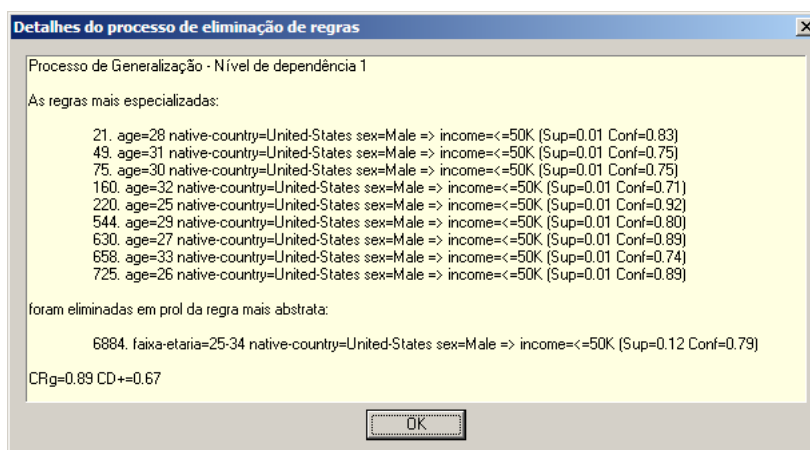 Detalhes do processo de eliminação de regras
Processo de Generalização - Nível de dependência 1
As regras mais especializadas:
21. age=28 native-country=United-States sex=Male => income=<=50K (Sup=0.01 Conf=0.83)
49. age=31 native-country=United-States sex=Male => income=<=50K (Sup=0.01 Conf=0.75)
75. age=30 native-country=United-States sex=Male => income=<=50K (Sup=0.01 Conf=0.75)
160. age=32 native-country=United-States sex=Male => income=<=50K (Sup=0.01 Conf=0.71)
220. age=25 native-country=United-States sex=Male => income=<=50K (Sup=0.01 Conf=0.92)
544. age=29 native-country=United-States sex=Male => income=<=50K (Sup=0.01 Conf=0.80)
630. age=27 native-country=United-States sex=Male => income=<=50K (Sup=0.01 Conf=0.89)
658. age=33 native-country=United-States sex=Male => income=<=50K (Sup=0.01 Conf=0.74)
725. age=26 native-country=United-States sex=Male => income=<=50K (Sup=0.01 Conf=0.89)
foram eliminadas em prol da regra mais abstrata:
6884. faixa-etaria=25-34 native-country=United-States sex=Male => income=<=50K (Sup=0.12 Conf=0.79)
CRg=0.89 CD+=0.67
OK